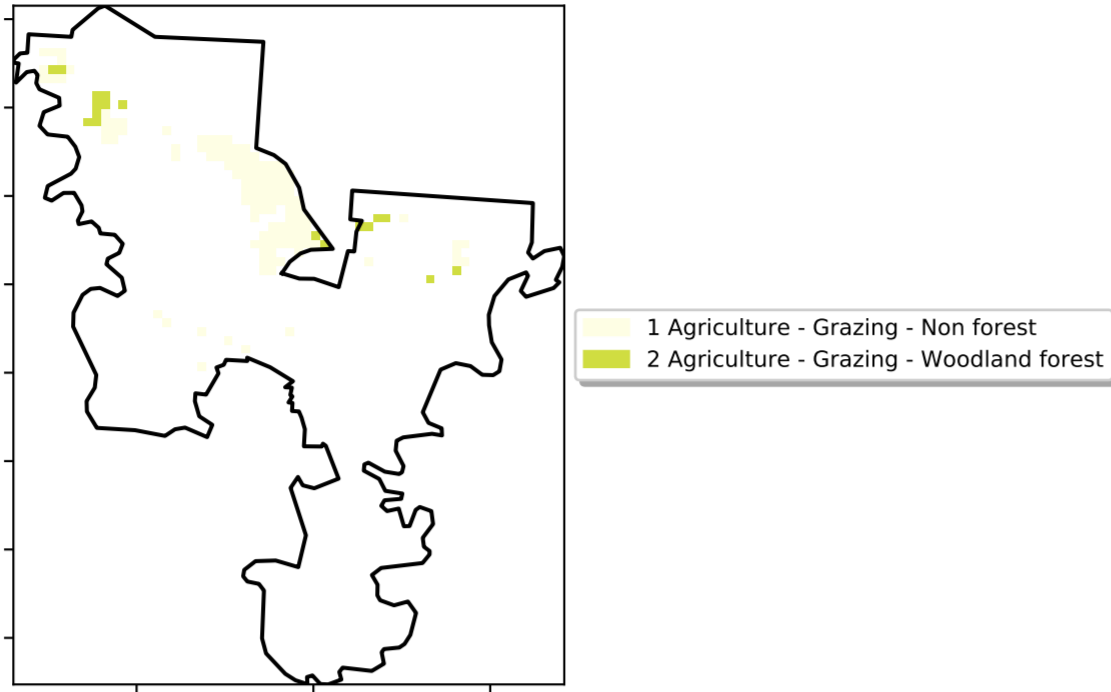 1 Agriculture - Grazing - Non forest
2 Agriculture - Grazing - Woodland forest